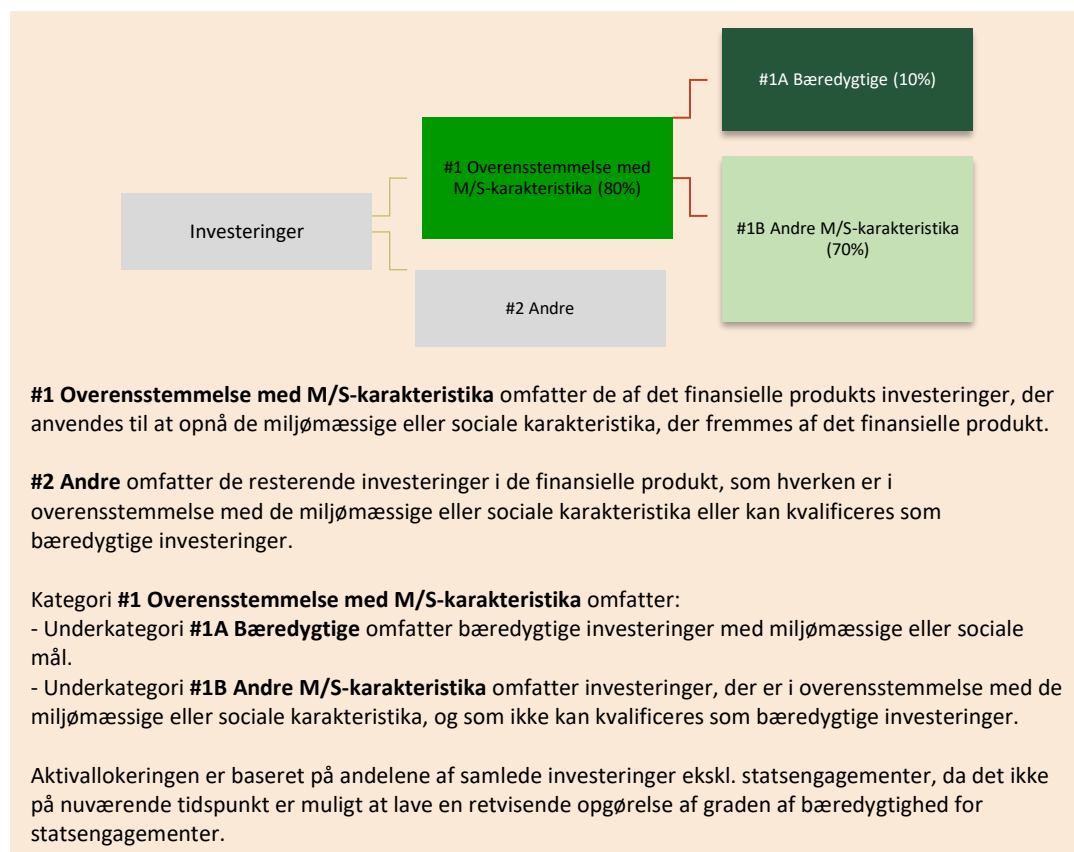 #1A Bæredygtige (10%)
#1 Overensstemmelse med
M/S-karakteristika (80%)
Investeringer
#1B Andre M/S-karakteristika
(70%)
#2 Andre
#1 Overensstemmelse med M/S-karakteristika omfatter de af det finansielle produkts investeringer, der
anvendes til at opnå de miljømæssige eller sociale karakteristika, der fremmes af det finansielle produkt.
#2 Andre omfatter de resterende investeringer i de finansielle produkt, som hverken er i
overensstemmelse med de miljømæssige eller sociale karakteristika eller kan kvalificeres som
bæredygtige investeringer.
Kategori #1 Overensstemmelse med M/S-karakteristika omfatter:
- Underkategori #1A Bæredygtige omfatter bæredygtige investeringer med miljømæssige eller sociale
mål.
- Underkategori #1B Andre M/S-karakteristika omfatter investeringer, der er i overensstemmelse med de
miljømæssige eller sociale karakteristika, og som ikke kan kvalificeres som bæredygtige investeringer.
Aktivallokeringen er baseret på andelene af samlede investeringer ekskl. statsengagementer, da det ikke
på nuværende tidspunkt er muligt at lave en retvisende opgørelse af graden af bæredygtighed for
statsengagementer.